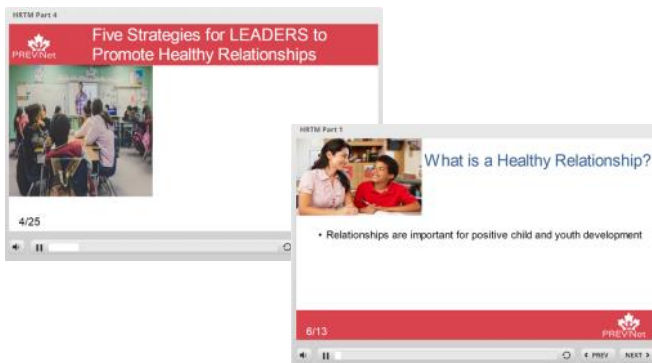 HRTM Part 4
PREVNet
Five Strategies for LEADERS to
Promote Healthy Relationships
4/25
HRTM Part 1
What is a Healthy Relationship?
• Relationships are important for positive child and youth development
6/13
PREVNet
< PREV
NEXT >